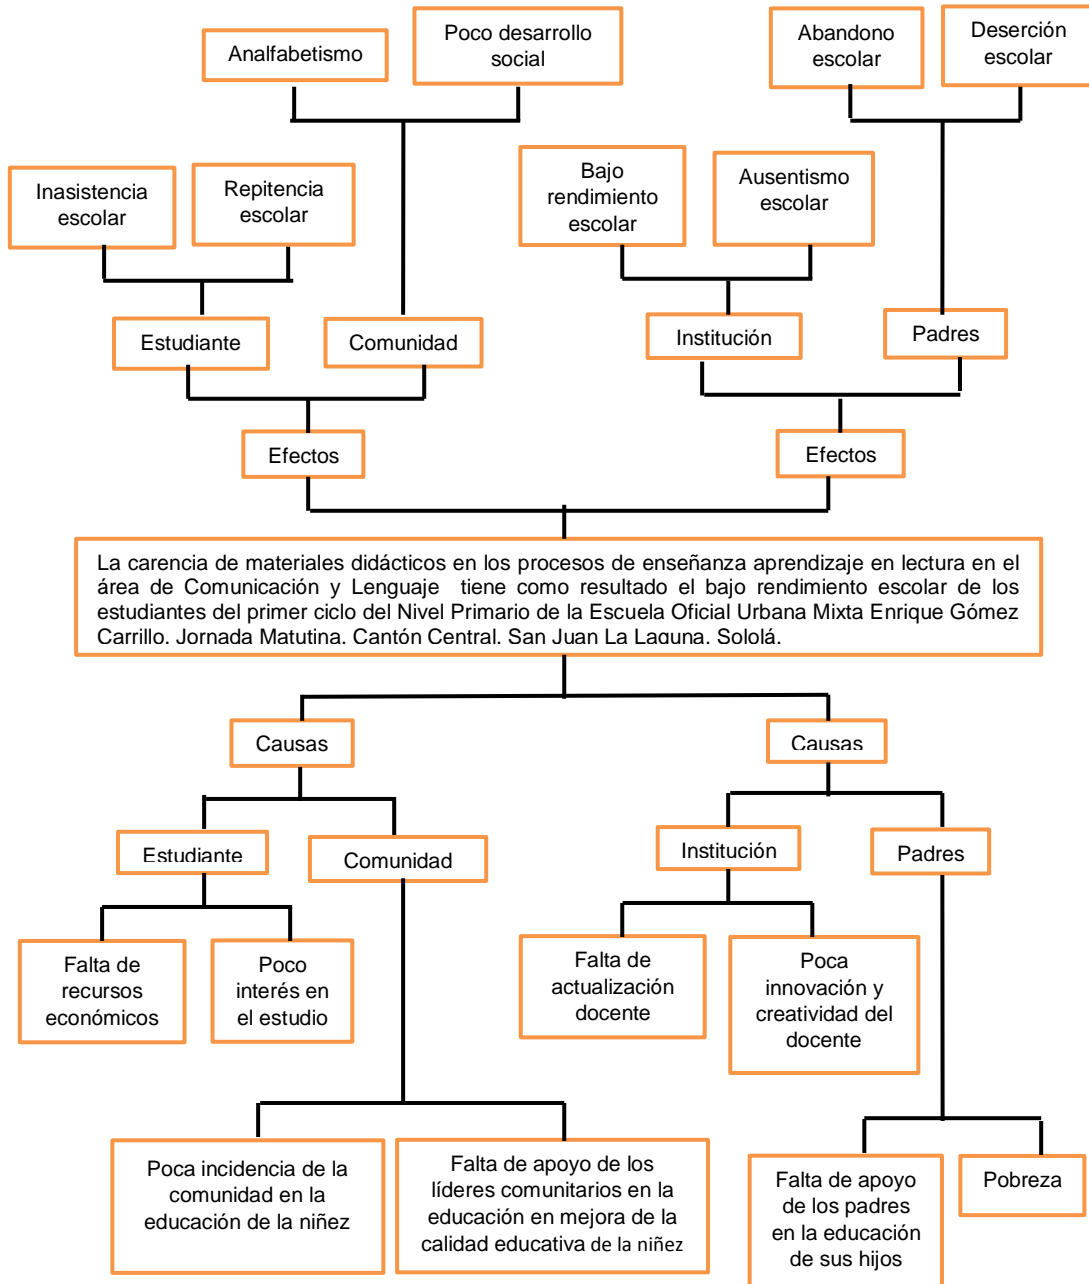 Analfabetismo
Poco desarrollo
social
Abandono
escolar
Deserción
escolar
Inasistencia
escolar
Repitencia
escolar
Bajo
rendimiento
escolar
Ausentismo
escolar
Estudiante
Comunidad
Institución
Padres
Efectos
Efectos
La carencia de materiales didácticos en los procesos de enseñanza aprendizaje en lectura en el
área de Comunicación y Lenguaje tiene como resultado el bajo rendimiento escolar de los
estudiantes del primer ciclo del Nivel Primario de la Escuela Oficial Urbana Mixta Enrique Gómez
Carrillo. Jornada Matutina. Cantón Central. San Juan La Laguna. Sololá.
Causas
Causas
Estudiante
Comunidad
Institución
Padres
Falta de
recursos
económicos
Poco
interés en
el estudio
Falta de
actualización
docente
Poca
innovación y
creatividad del
docente
Poca incidencia de la
comunidad en la
educación de la niñez
Falta de apoyo de los
líderes comunitarios en la
educación en mejora de la
calidad educativa de la niñez
Falta de apoyo
de los padres
en la educación
de sus hijos
Pobreza